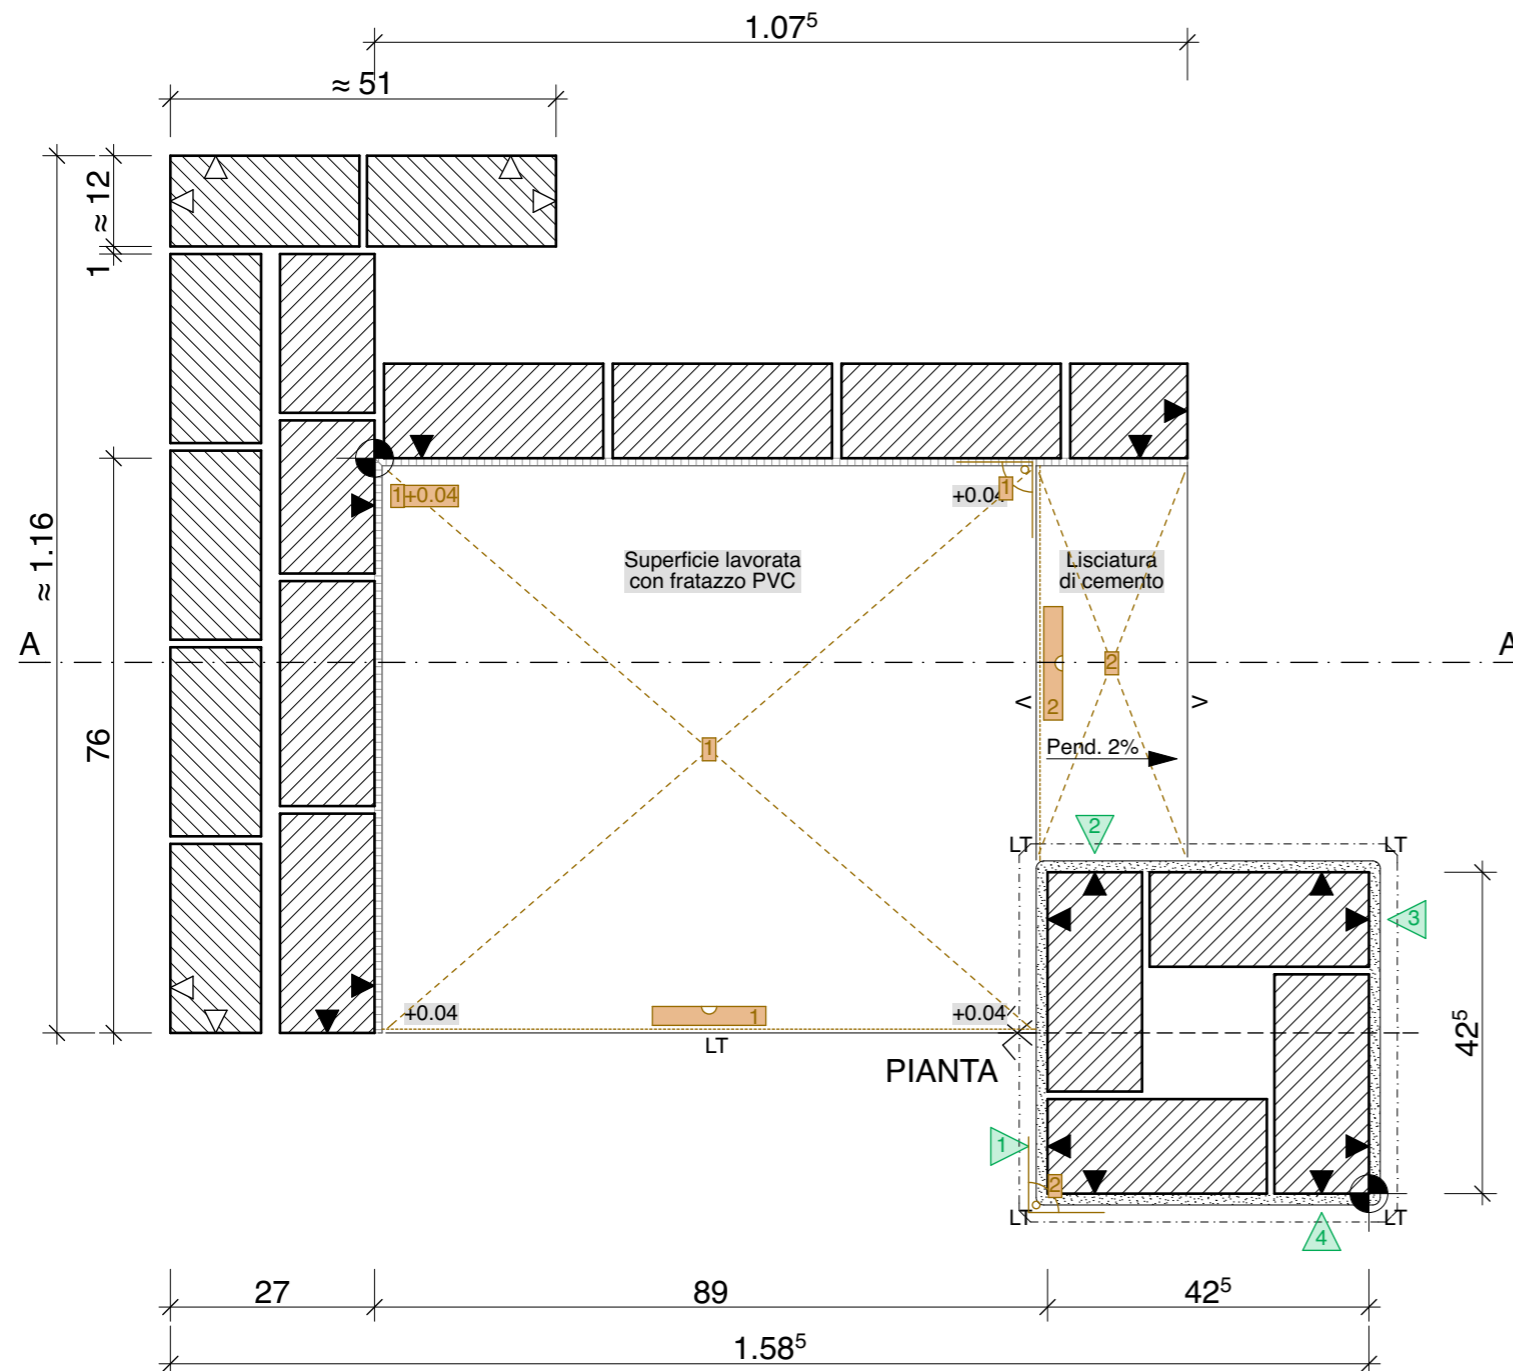 1.07⁵
≈ 51
≈ 12
1
≈ 1.16
76
1+0.04
+0.04
1
Superficie lavorata
con fratazzo PVC
Lisciatura
di cemento
A
A
2
2
<
>
1
Pend. 2%
2
LT
LT
3
+0.04
1
+0.04
LT
PIANTA
42⁵
1
2
LT
LT
4
27
89
42⁵
1.58⁵